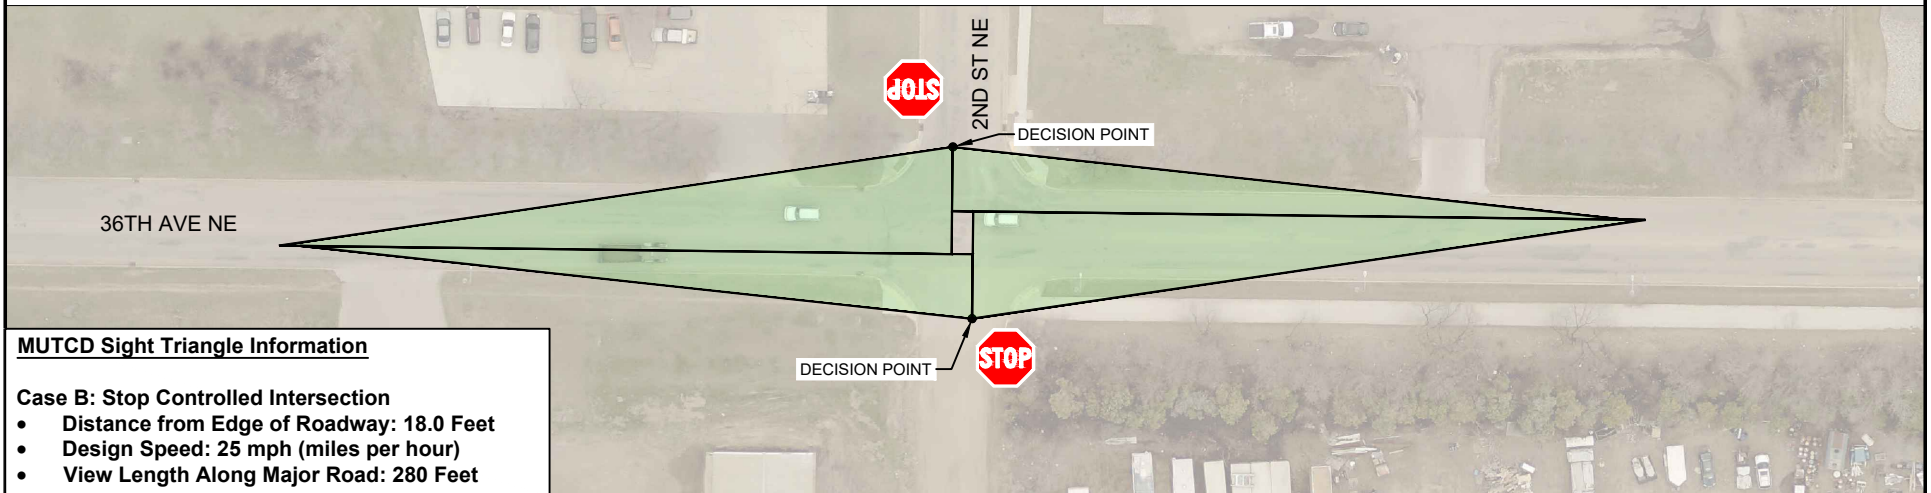 STOP
2ND ST NE
DECISION POINT
36TH AVE NE
DECISION POINT
STOP
MUTCD Sight Triangle Information
Case B: Stop Controlled Intersection
• Distance from Edge of Roadway: 18.0 Feet
• Design Speed: 25 mph (miles per hour)
• View Length Along Major Road: 280 Feet